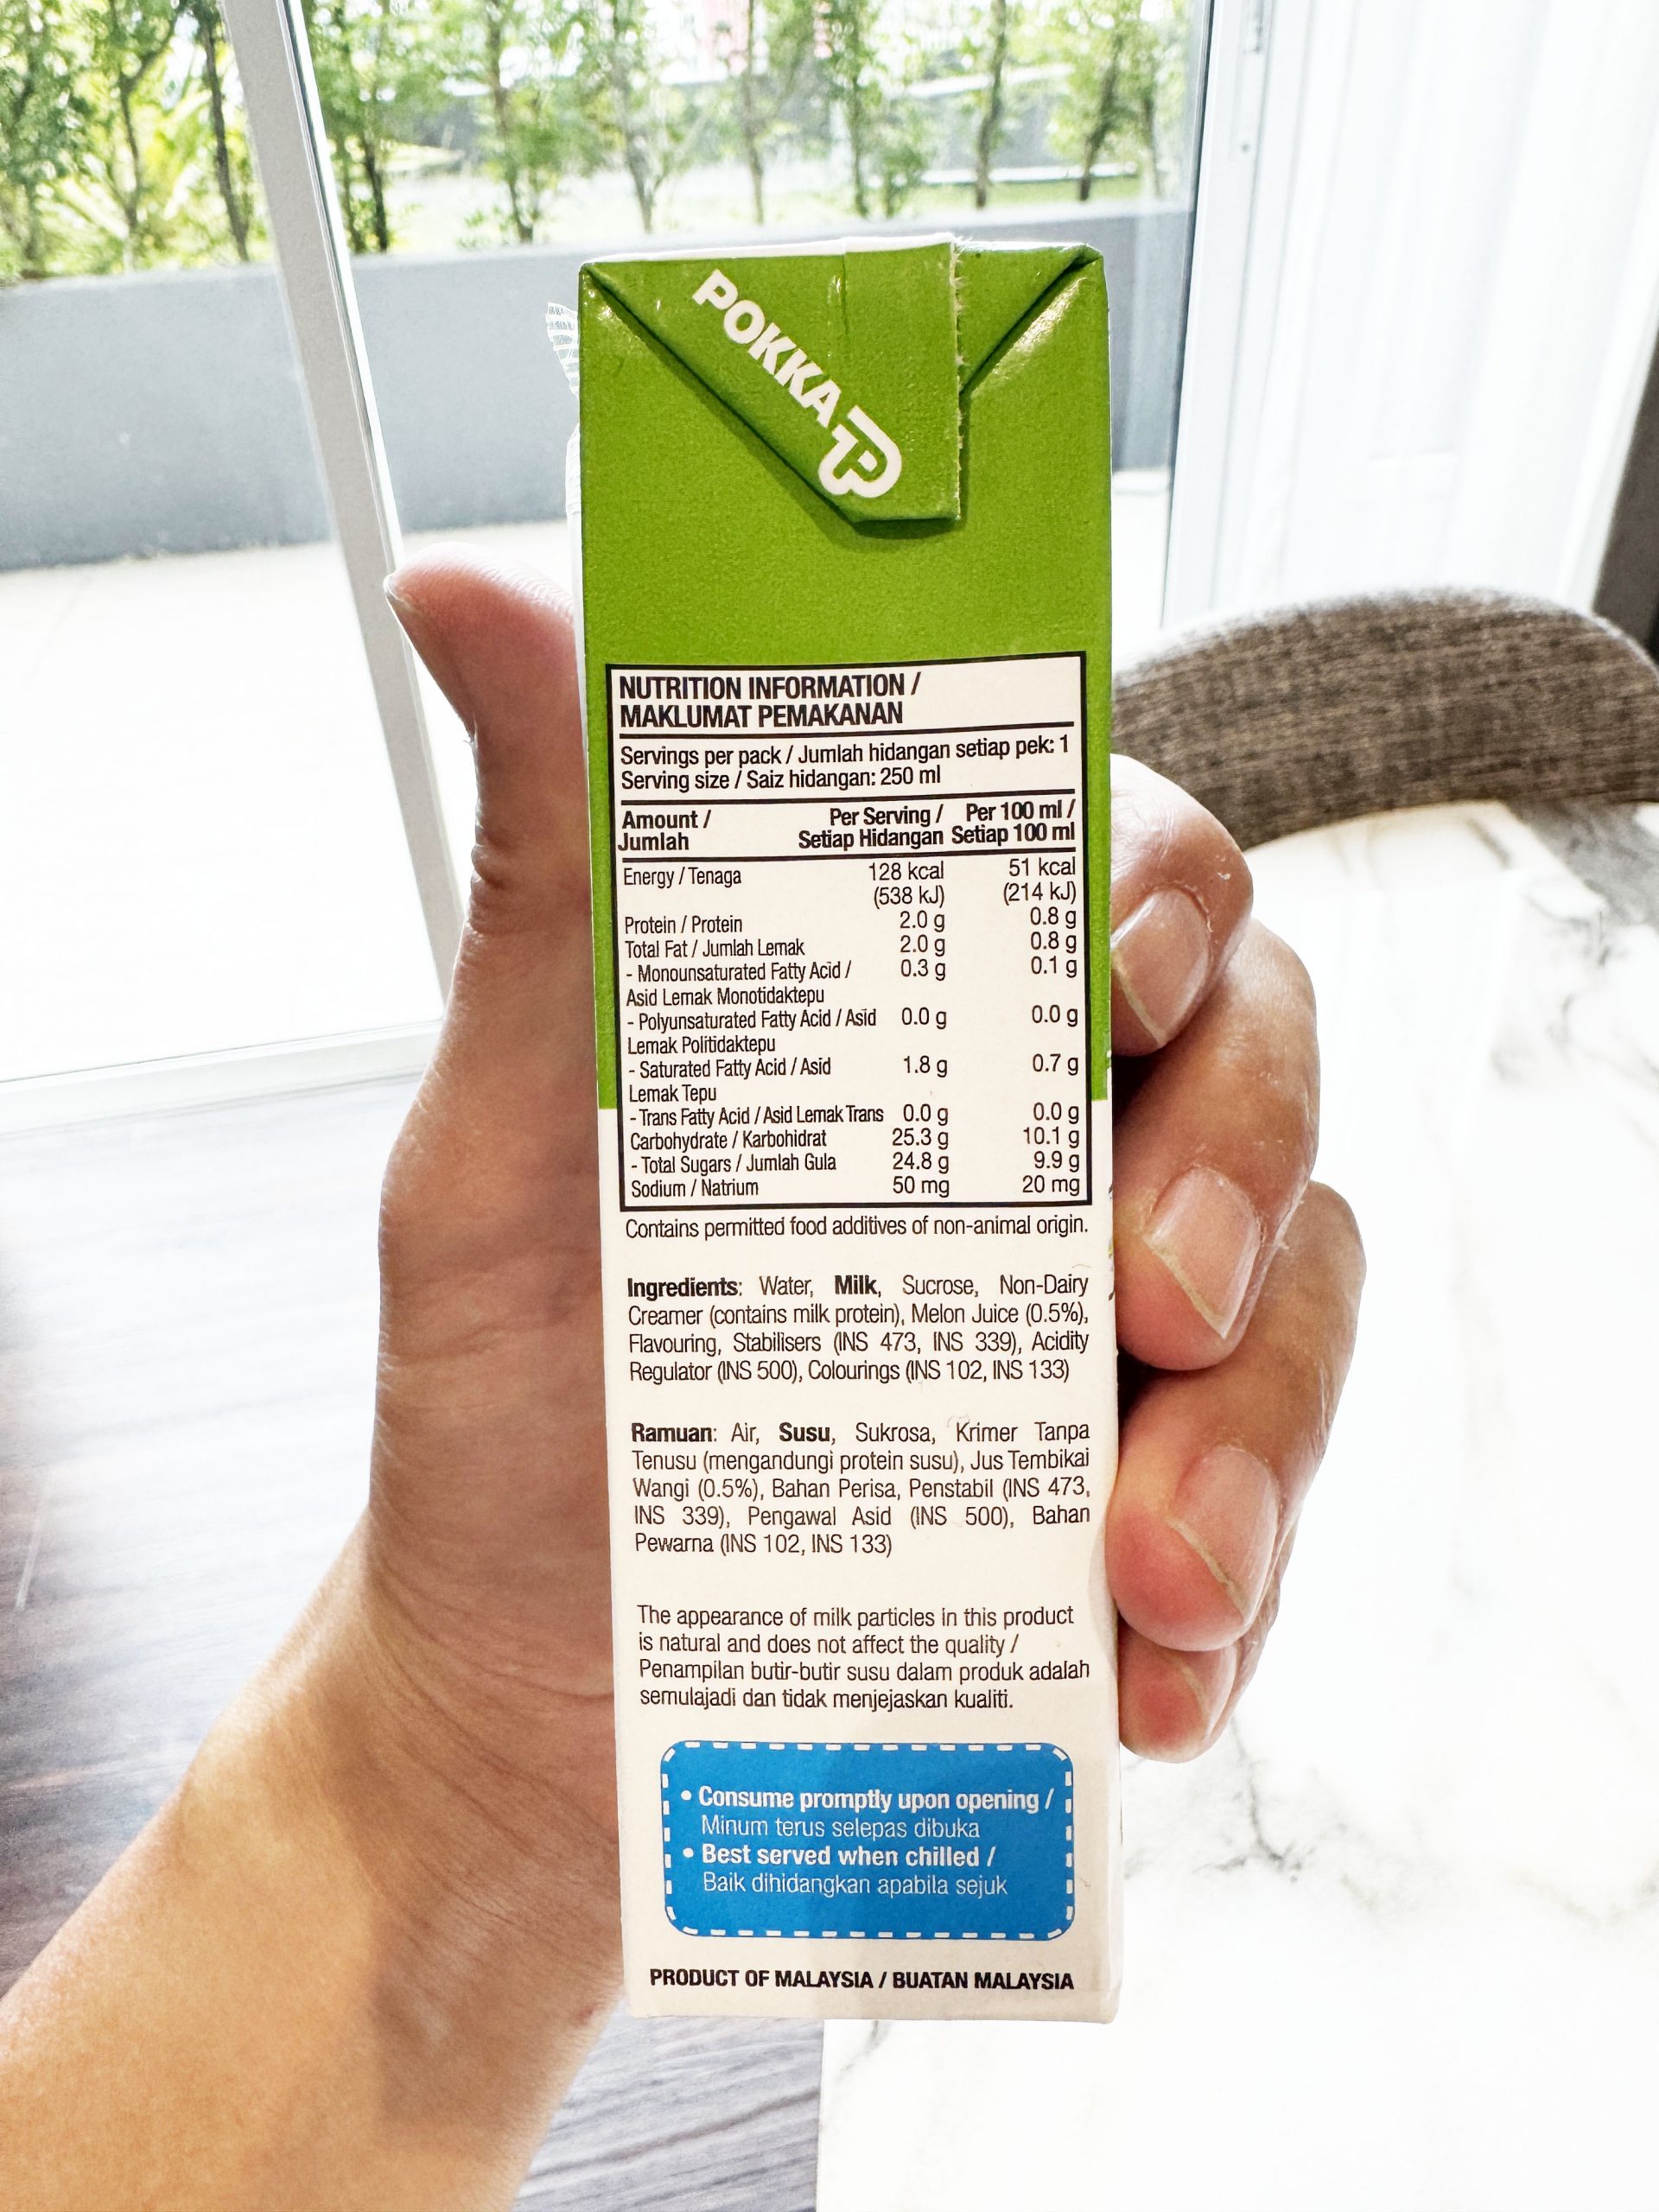 POKKA
NUTRITION INFORMATION /
MAKLUMAT PEMAKANAN
Servings per pack / Jumlah hidangan setiap pek: 1
Serving size / Saiz hidangan: 250 ml
Amount / Per Serving / Per 100 ml /
Jumlah Setiap Hidangan Setiap 100 ml
Energy / Tenaga 128 kcal 51 kcal
(538 kJ) (214 kJ)
Protein / Protein 2.0 g 0.8 g
Total Fat / Jumlah Lemak 2.0 g 0.8 g
- Monounsaturated Fatty Acid / 0.3 g 0.1 g
Asid Lemak Monotidaktepu
- Polyunsaturated Fatty Acid / Asid 0.0 g 0.0 g
Lemak Politidaktepu
- Saturated Fatty Acid / Asid 1.8 g 0.7 g
Lemak Tepu
- Trans Fatty Acid / Asid Lemak Trans 0.0 g 0.0 g
Carbohydrate / Karbohidrat 25.3 g 10.1 g
- Total Sugars / Jumlah Gula 24.8 g 9.9 g
Sodium / Natrium 50 mg 20 mg
Contains permitted food additives of non-animal origin.
Ingredients: Water, Milk, Sucrose, Non-Dairy
Creamer (contains milk protein), Melon Juice (0.5%),
Flavouring, Stabilisers (INS 473, INS 339), Acidity
Regulator (INS 500), Colourings (INS 102, INS 133)
Ramuan: Air, Susu, Sukrosa, Krimer Tanpa
Tenusu (mengandungi protein susu), Jus Tembikai
Wangi (0.5%), Bahan Perisa, Penstabil (INS 473,
INS 339), Pengawal Asid (INS 500), Bahan
Pewarna (INS 102, INS 133)
The appearance of milk particles in this product
is natural and does not affect the quality /
Penampilan butir-butir susu dalam produk adalah
semulajadi dan tidak menjejaskan kualiti.
• Consume promptly upon opening /
Minum terus selepas dibuka
• Best served when chilled /
Baik dihidangkan apabila sejuk
PRODUCT OF MALAYSIA / BUATAN MALAYSIA